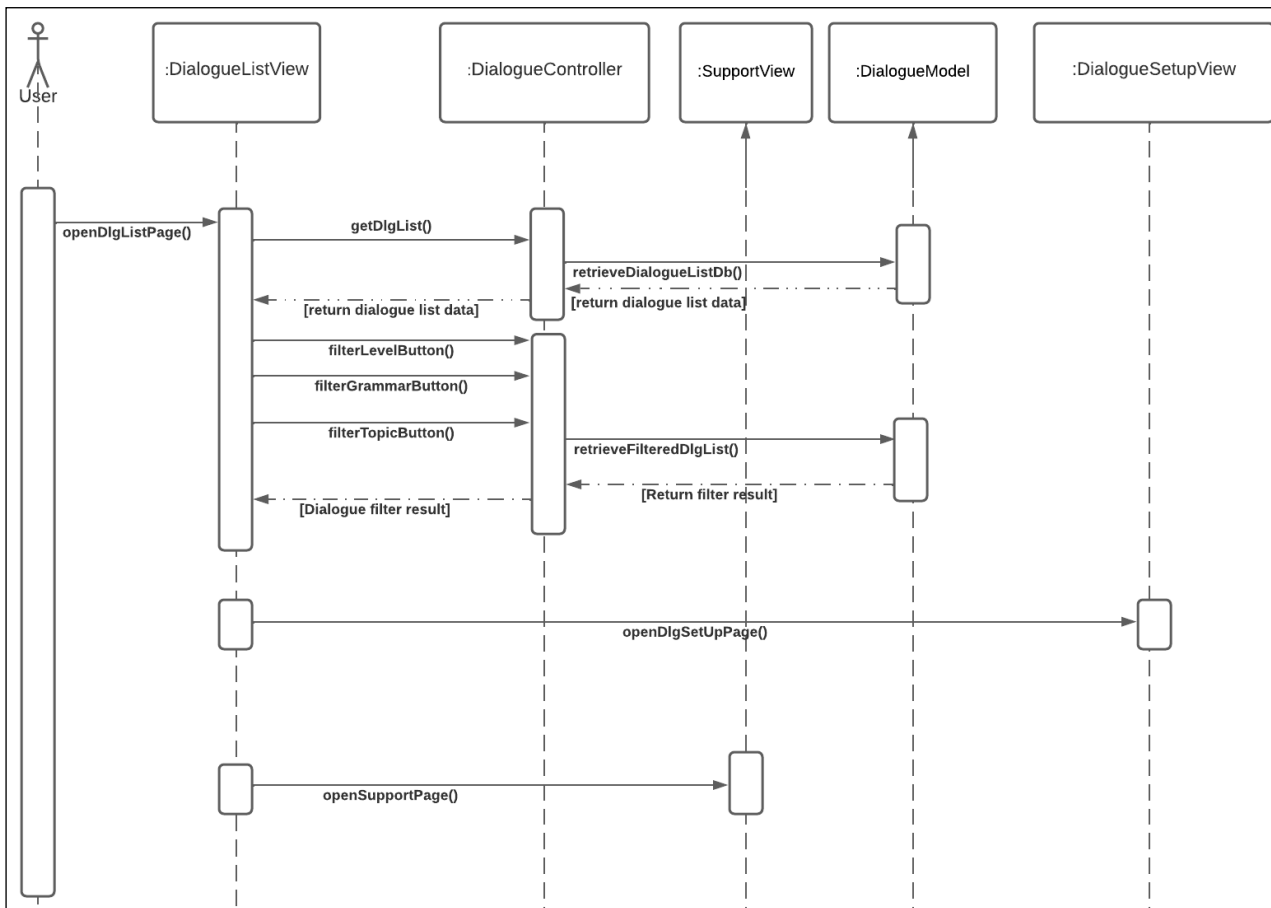 :DialogueListView
:DialogueController
:SupportView
:DialogueModel
:DialogueSetupView
User
openDlgListPage()
getDlgList()
retrieveDialogueListDb()
[return dialogue list data]
[return dialogue list data]
filterLevelButton()
filterGrammarButton()
filterTopicButton()
retrieveFilteredDlgList()
[Return filter result]
[Dialogue filter result]
openDlgSetUpPage()
openSupportPage()